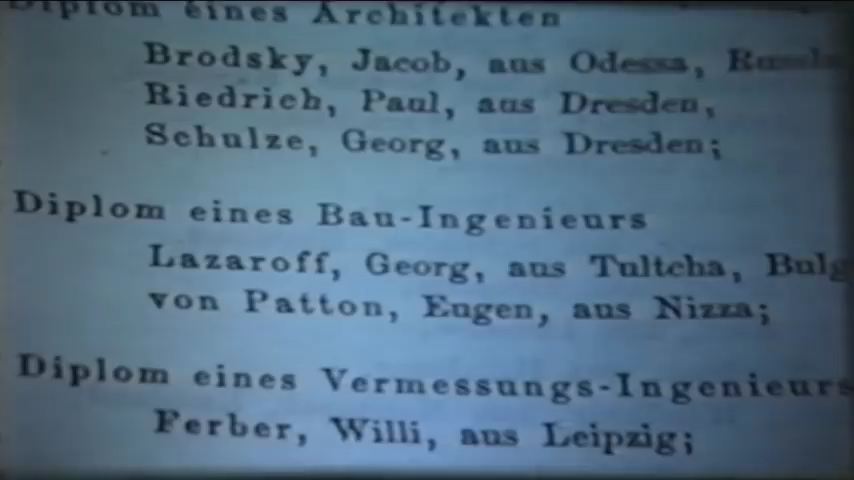 Diplom eines Architekten
Brodsky, Jacob, aus Odessa,
Riedrich, Paul, aus Dresden,
Schulze, Georg, aus Dresden;
Diplom eines Bau-Ingenieurs
Lazaroff, Georg, aus Tultcha, Bulg
von Patton, Eugen, aus Nizza;
Diplom eines Vermessungs-Ingenieurs
Ferber, Willi, aus Leipzig;